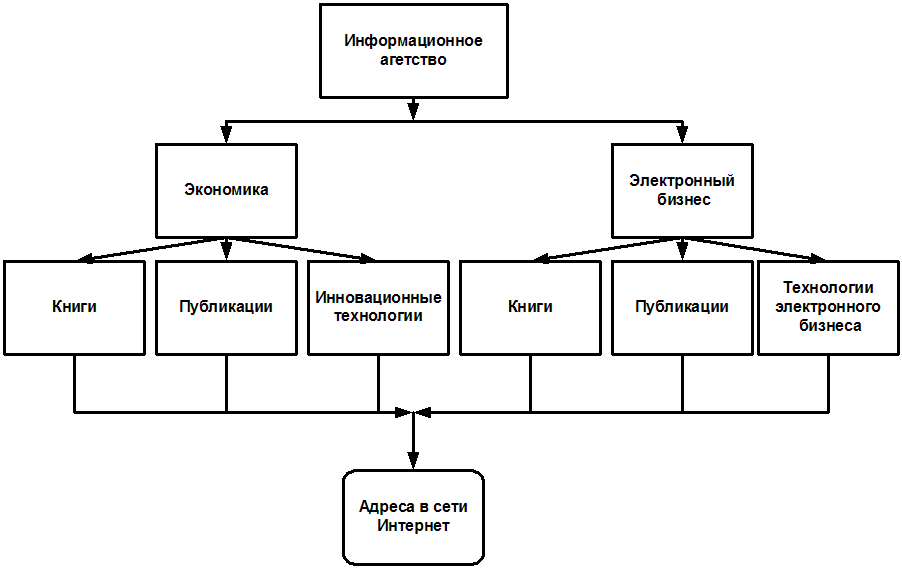 Информационное
агетство
Экономика
Электронный
бизнес
Книги
Публикации
Инновационные
технологии
Книги
Публикации
Технологии
электронного
бизнеса
Адреса в сети
Интернет